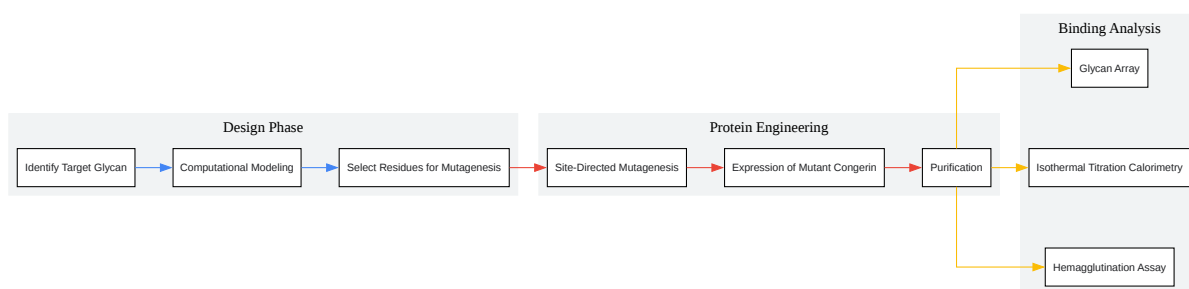 Design Phase
Identify Target Glycan
Computational Modeling
Select Residues for Mutagenesis
Protein Engineering
Site-Directed Mutagenesis
Expression of Mutant Congerin
Purification
Binding Analysis
Glycan Array
Isothermal Titration Calorimetry
Hemagglutination Assay